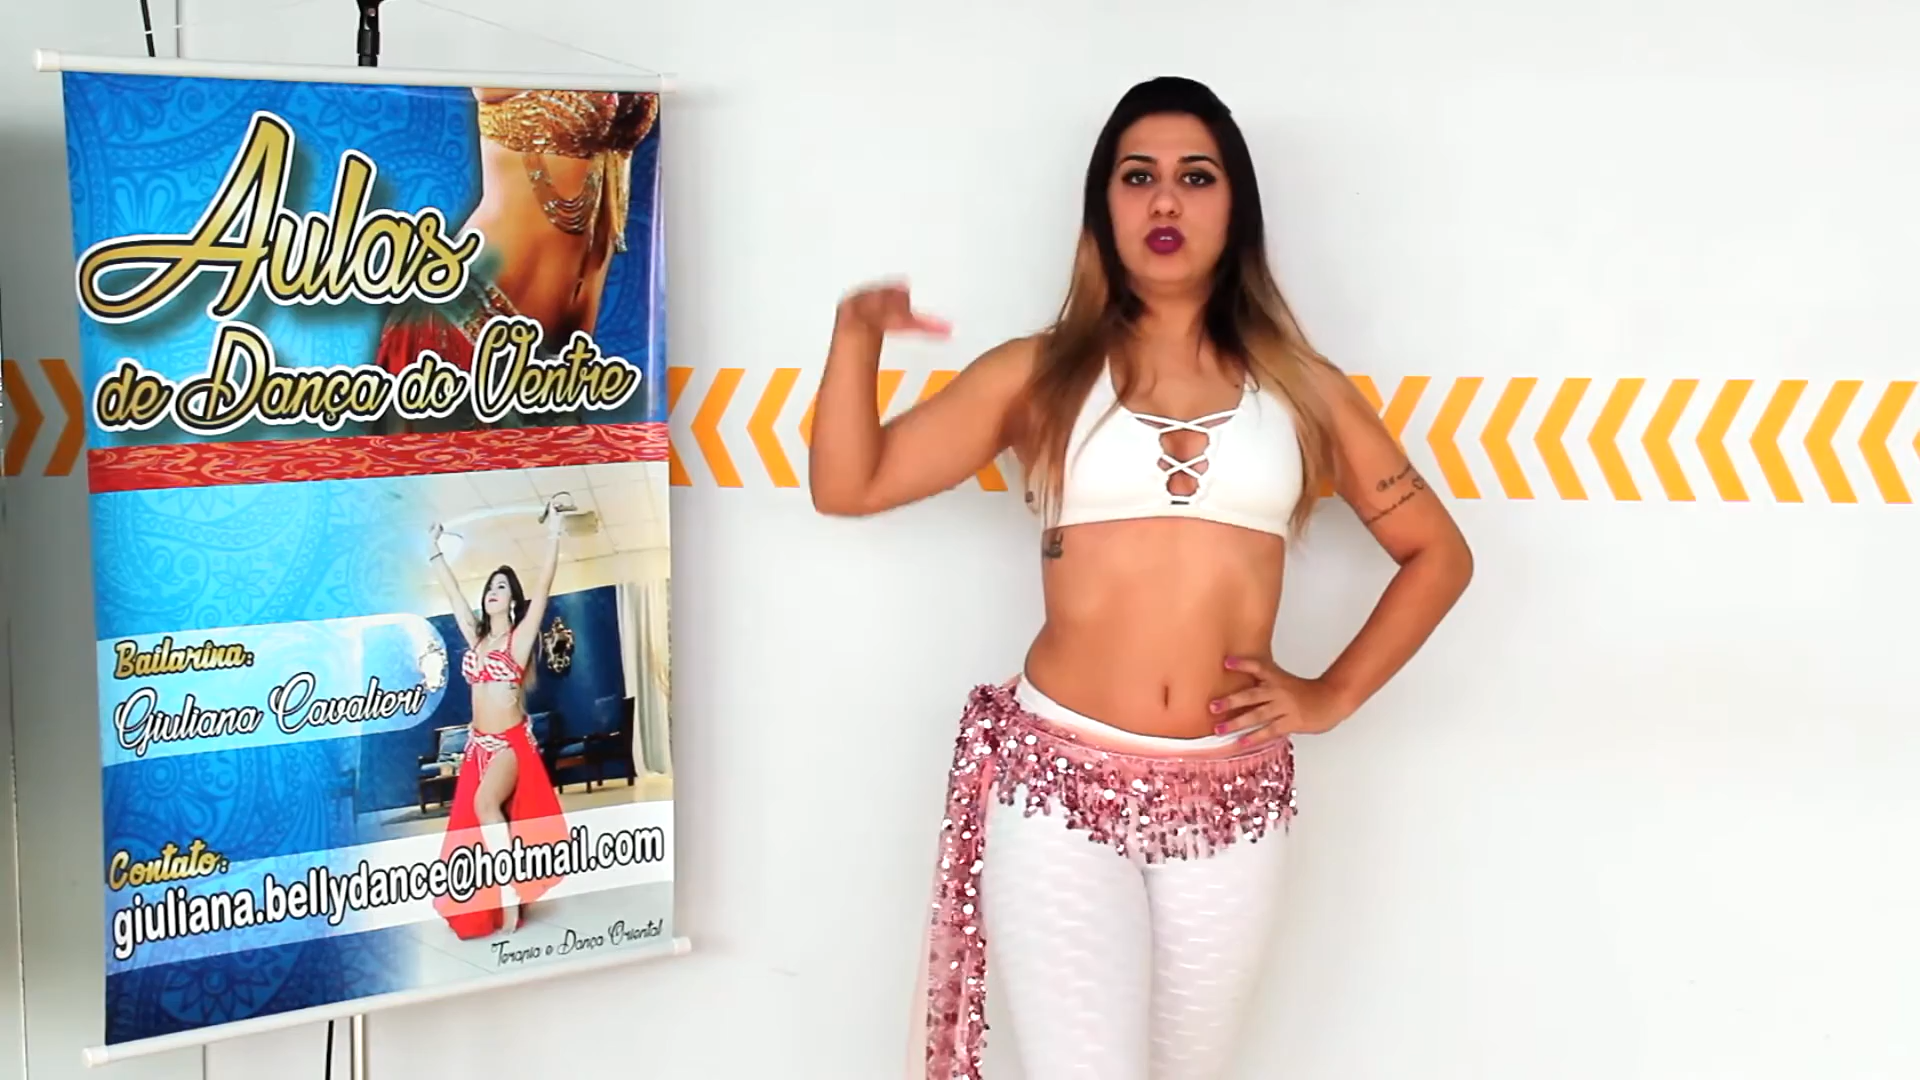 Aulas
de Dança do Ventre
Bailarina:
Giuliana Cavalieri
Contato:
giuliana.bellydance@hotmail.com
Terapia e Dança Oriental